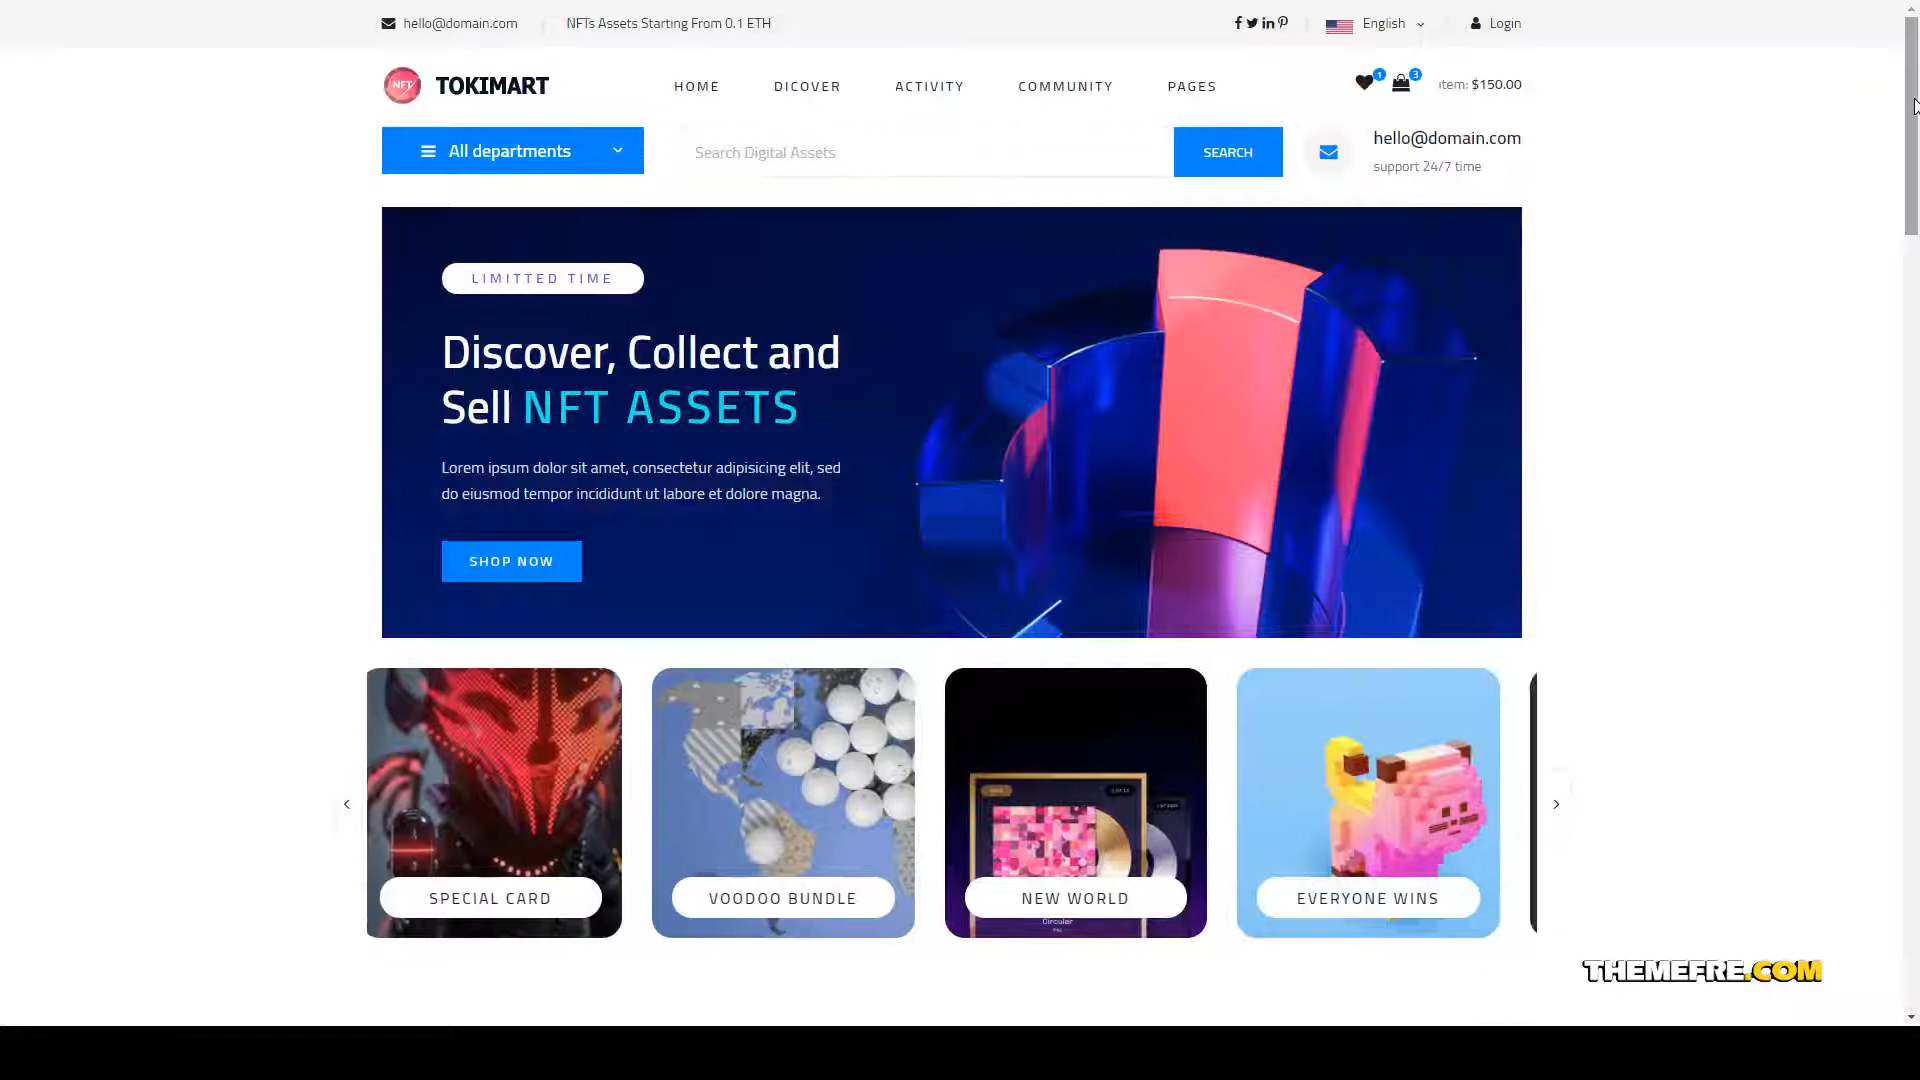 hello@domain.com
NFTs Assets Starting From 0.1 ETH
English
Login
NFT
TOKIMART
HOME
DICOVER
ACTIVITY
COMMUNITY
PAGES
1
3
item: $150.00
All departments
Search Digital Assets
SEARCH
hello@domain.com
support 24/7 time
LIMITTED TIME
Discover, Collect and
Sell NFT ASSETS
Lorem ipsum dolor sit amet, consectetur adipisicing elit, sed
do eiusmod tempor incididunt ut labore et dolore magna.
SHOP NOW
SPECIAL CARD
VOODOO BUNDLE
NEW WORLD
Circular
EVERYONE WINS
THEMEFRE.COM